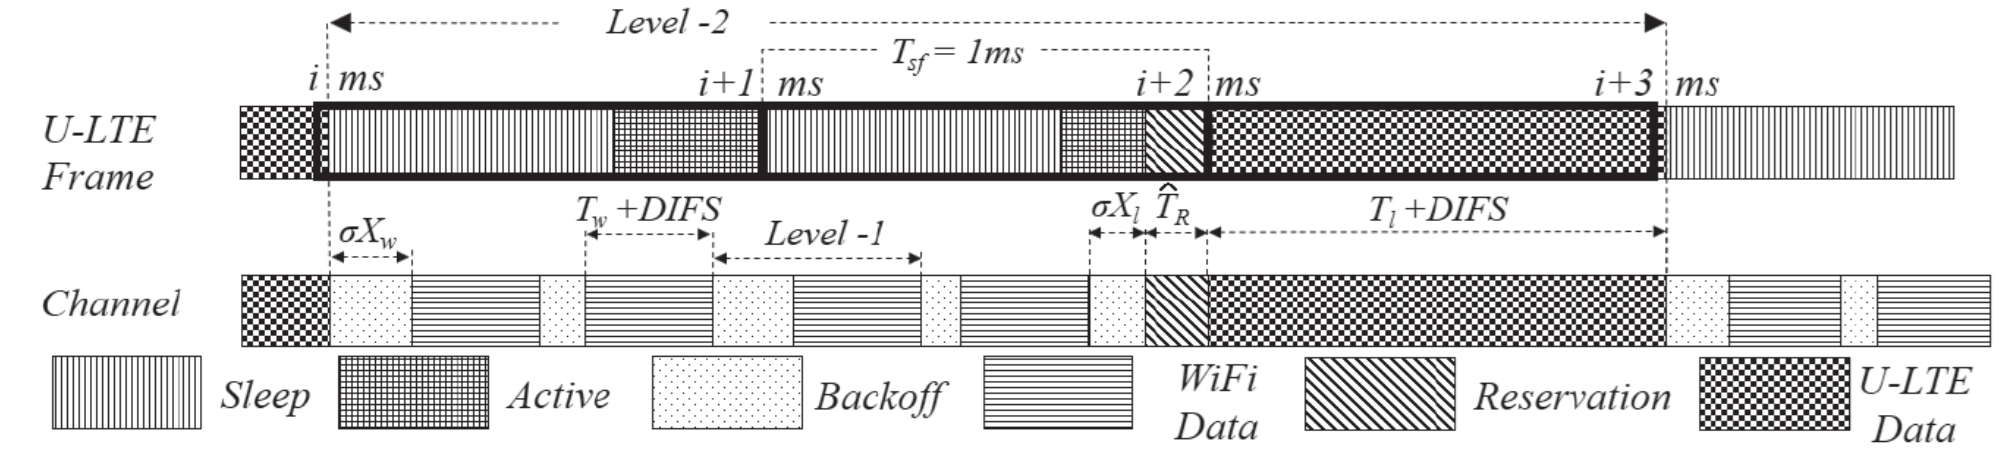 Level -2
T_sf = 1ms
i ms i+1 ms i+2 ms i+3 ms
U-LTE
Frame
σX_w T_w +DIFS Level -1 σX_l T̂_R T_l +DIFS
Channel
Sleep Active Backoff WiFi Data Reservation U-LTE Data